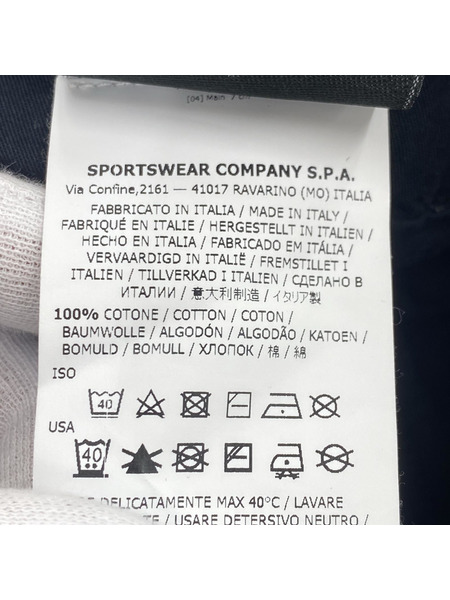 SPORTSWEAR COMPANY S.P.A.
Via Confine,2161 — 41017 RAVARINO (MO) ITALIA
FABBRICATO IN ITALIA / MADE IN ITALY /
FABRIQUÉ EN ITALIE / HERGESTELLT IN ITALIEN /
HECHO EN ITALIA / FABRICADO EM ITÁLIA /
VERVAARDIGD IN ITALIË / FREMSTILLET I
ITALIEN / TILLVERKAD I ITALIEN / СДЕЛАНО В
ИТАЛИИ / 意大利制造 / イタリア製
100% COTONE / COTTON / COTON /
BAUMWOLLE / ALGODÓN / ALGODÃO / KATOEN /
BOMULD / BOMULL / ХЛОПОК / 棉 / 綿
ISO
40
USA
40
DELICATAMENTE MAX 40°C / LAVARE
/ USARE DETERSIVO NEUTRO /